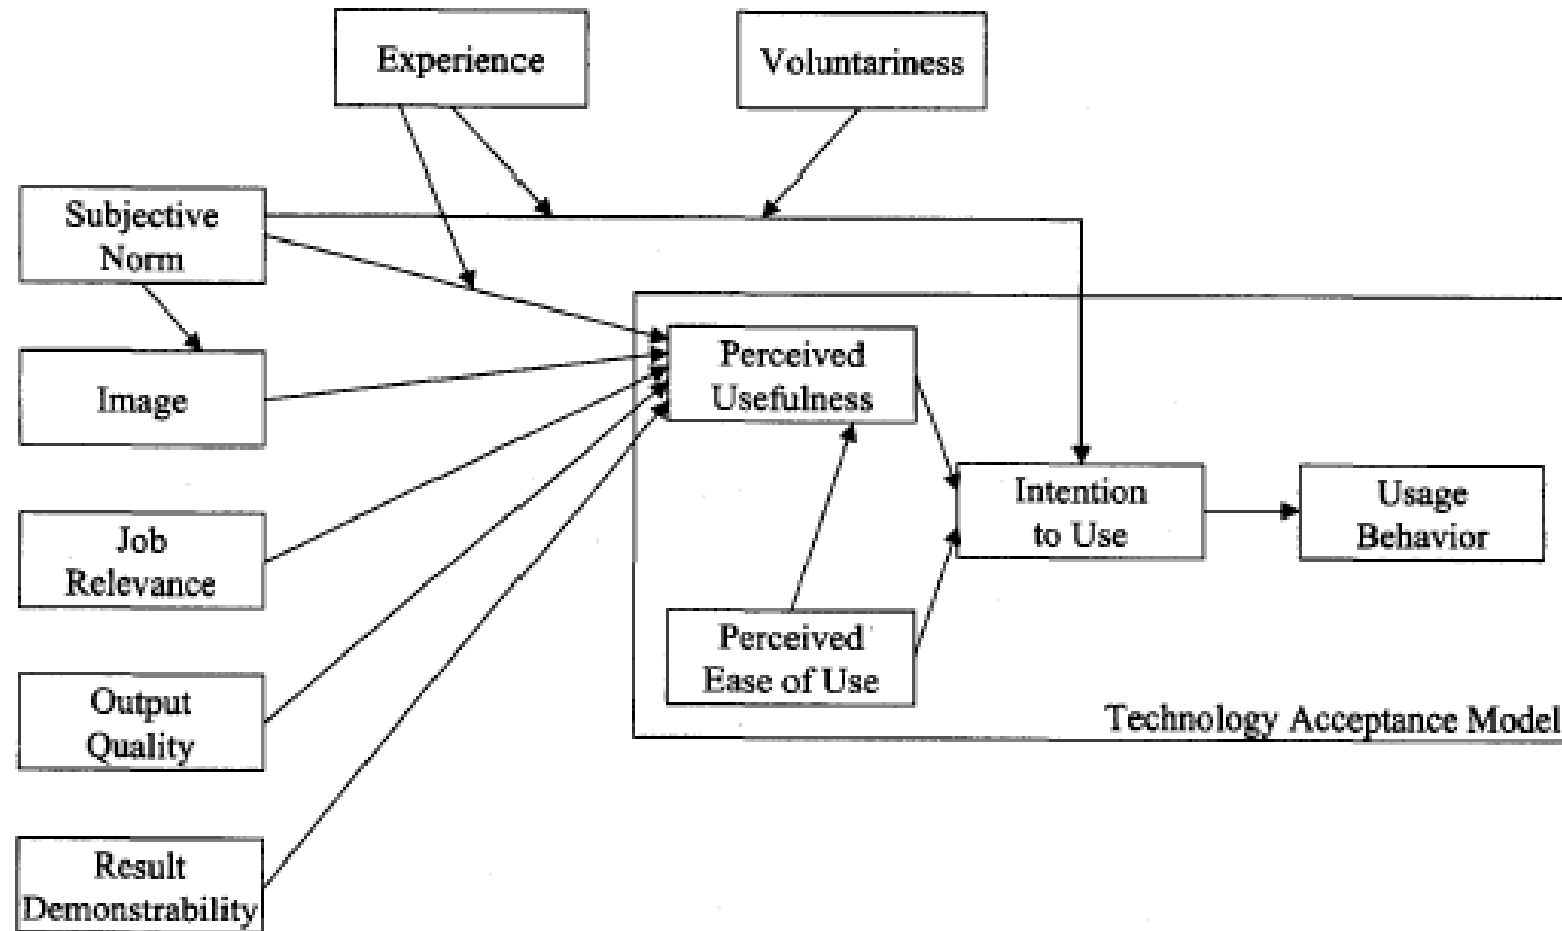 Experience
Voluntariness
Subjective
Norm
Image
Perceived
Usefulness
Job
Relevance
Intention
to Use
Usage
Behavior
Perceived
Ease of Use
Output
Quality
Technology Acceptance Model
Result
Demonstrability